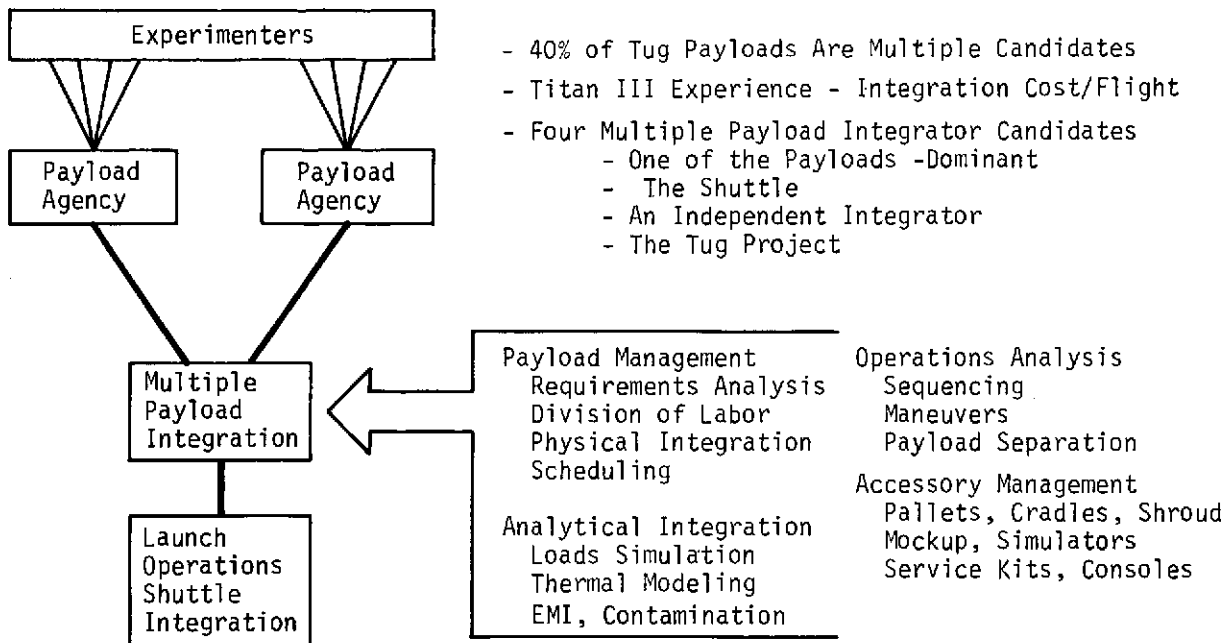 Experimenters
Payload
Agency
Payload
Agency
- 40% of Tug Payloads Are Multiple Candidates
- Titan III Experience - Integration Cost/Flight
- Four Multiple Payload Integrator Candidates
- One of the Payloads -Dominant
- The Shuttle
- An Independent Integrator
- The Tug Project
Multiple
Payload
Integration
Launch
Operations
Shuttle
Integration
Payload Management
Requirements Analysis
Division of Labor
Physical Integration
Scheduling
Analytical Integration
Loads Simulation
Thermal Modeling
EMI, Contamination
Operations Analysis
Sequencing
Maneuvers
Payload Separation
Accessory Management
Pallets, Cradles, Shroud
Mockup, Simulators
Service Kits, Consoles